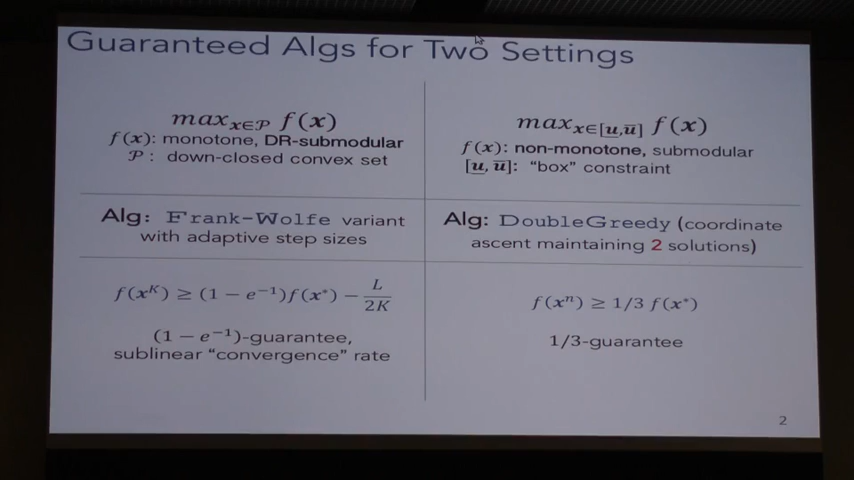 Guaranteed Algs for Two Settings
max_{x∈𝒫} f(x)
f(x): monotone, DR-submodular
𝒫 : down-closed convex set
max_{x∈[u,ū]} f(x)
f(x): non-monotone, submodular
[u, ū]: "box" constraint
Alg: Frank-Wolfe variant
with adaptive step sizes
Alg: DoubleGreedy (coordinate
ascent maintaining 2 solutions)
f(x^K) ≥ (1 − e^{−1})f(x^*) − L/2K
(1 − e^{−1})-guarantee,
sublinear "convergence" rate
f(x^n) ≥ 1/3 f(x^*)
1/3-guarantee
2